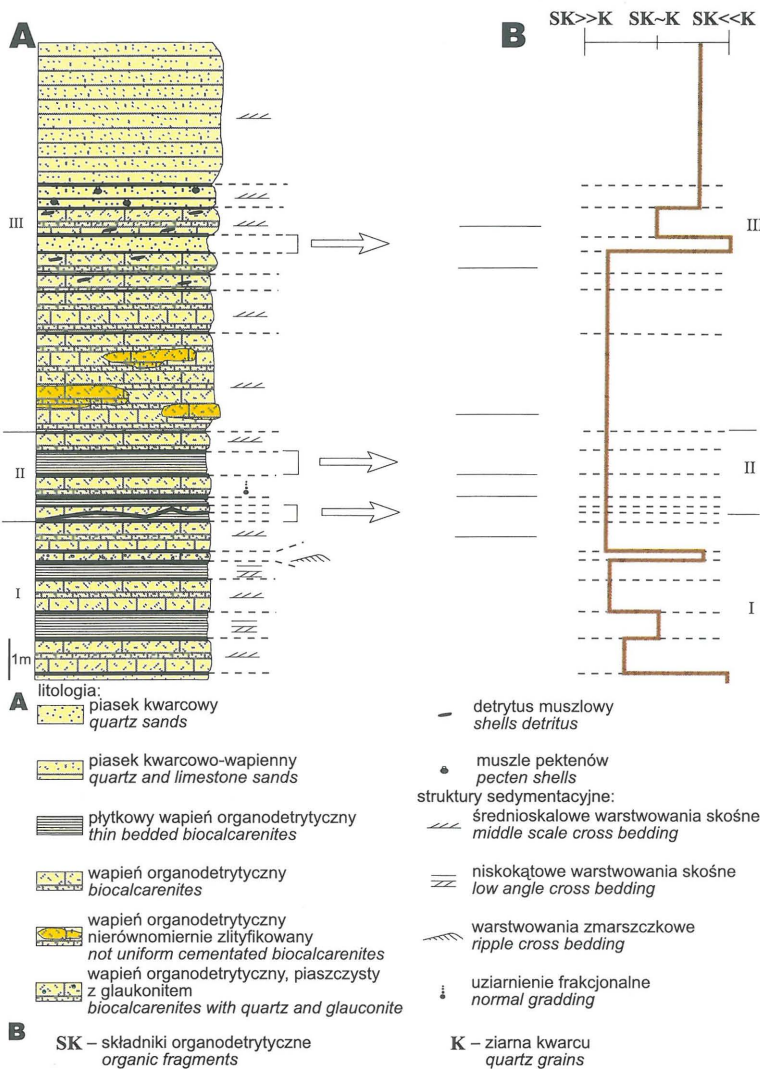 A
B
SK>>K SK~K SK<<K
III
III
II
II
I
I
1m
A
litologia:
piasek kwarcowy
quartz sands
piasek kwarcowo-wapienny
quartz and limestone sands
płytkowy wapień organodetrytyczny
thin bedded biocalcarenites
wapień organodetrytyczny
biocalcarenites
wapień organodetrytyczny
nierównomiernie zlityfikowany
not uniform cementated biocalcarenites
wapień organodetrytyczny, piaszczysty
z glaukonitem
biocalcarenites with quartz and glauconite
detrytus muszlowy
shells detritus
muszle pektenów
pecten shells
struktury sedymentacyjne:
średnioskalowe warstwowania skośne
middle scale cross bedding
niskokątowe warstwowania skośne
low angle cross bedding
warstwowania zmarszczkowe
ripple cross bedding
uziarnienie frakcjonalne
normal gradding
B
SK – składniki organodetrytyczne
organic fragments
K – ziarna kwarcu
quartz grains